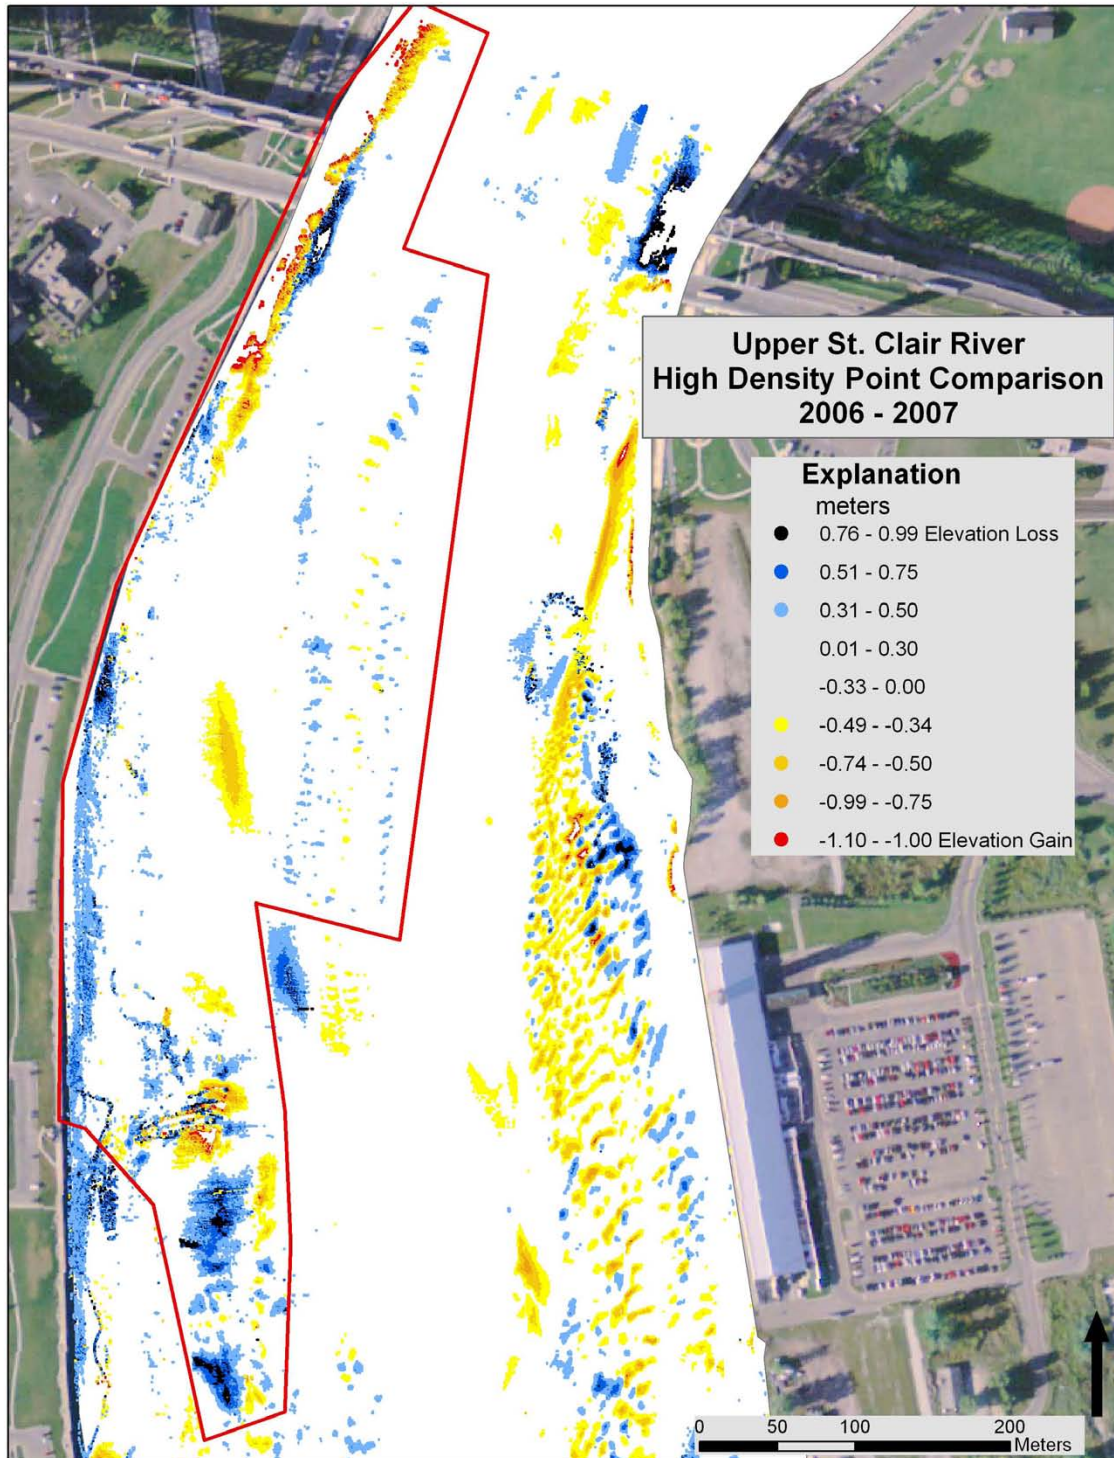 Upper St. Clair River
High Density Point Comparison
2006 - 2007
Explanation
meters
0.76 - 0.99 Elevation Loss
0.51 - 0.75
0.31 - 0.50
0.01 - 0.30
-0.33 - 0.00
-0.49 - -0.34
-0.74 - -0.50
-0.99 - -0.75
-1.10 - -1.00 Elevation Gain
0 50 100 200
Meters